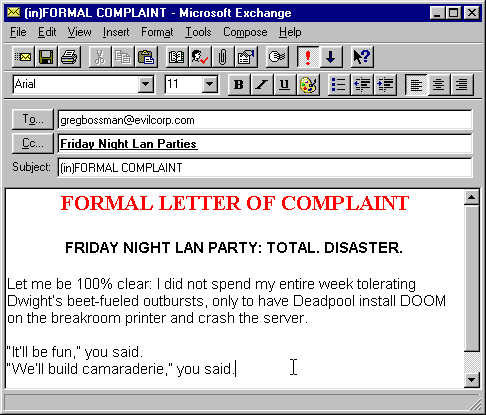 (in)FORMAL COMPLAINT - Microsoft Exchange
File Edit View Insert Format Tools Compose Help
Arial 11 B I U
To... gregbossman@evilcorp.com
Cc... Friday Night Lan Parties
Subject: (in)FORMAL COMPLAINT
FORMAL LETTER OF COMPLAINT
FRIDAY NIGHT LAN PARTY: TOTAL. DISASTER.
Let me be 100% clear: I did not spend my entire week tolerating
Dwight's beet-fueled outbursts, only to have Deadpool install DOOM
on the breakroom printer and crash the server.
"It'll be fun," you said.
"We'll build camaraderie," you said.